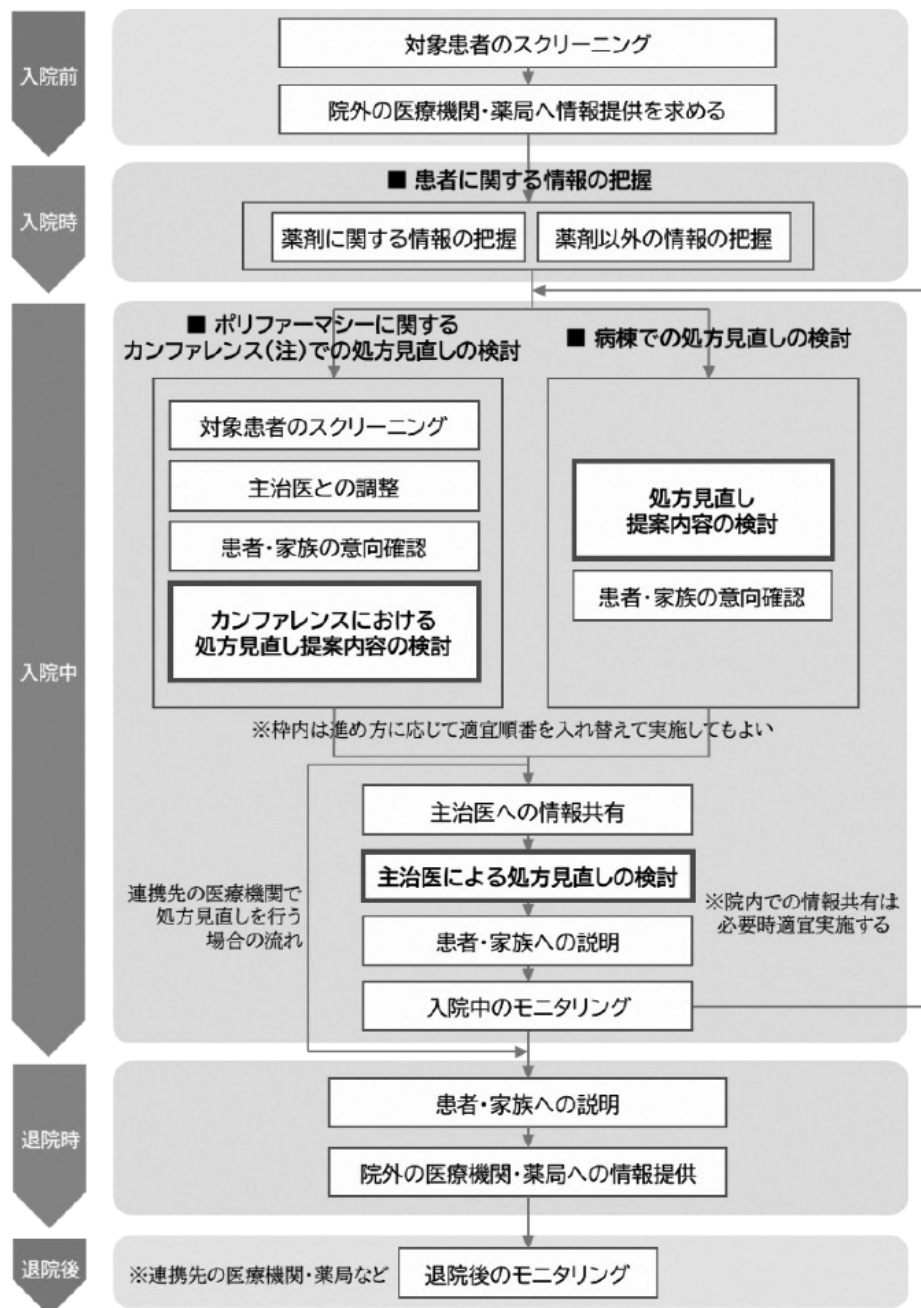 入院前
対象患者のスクリーニング
院外の医療機関・薬局へ情報提供を求める
入院時
■ 患者に関する情報の把握
薬剤に関する情報の把握
薬剤以外の情報の把握
入院中
■ ポリファーマシーに関する
カンファレンス(注)での処方見直しの検討
対象患者のスクリーニング
主治医との調整
患者・家族の意向確認
カンファレンスにおける
処方見直し提案内容の検討
■ 病棟での処方見直しの検討
処方見直し
提案内容の検討
患者・家族の意向確認
※枠内は進め方に応じて適宜順番を入れ替えて実施してもよい
主治医への情報共有
主治医による処方見直しの検討
患者・家族への説明
入院中のモニタリング
連携先の医療機関で
処方見直しを行う
場合の流れ
※院内での情報共有は
必要時適宜実施する
退院時
患者・家族への説明
院外の医療機関・薬局への情報提供
退院後
※連携先の医療機関・薬局など
退院後のモニタリング